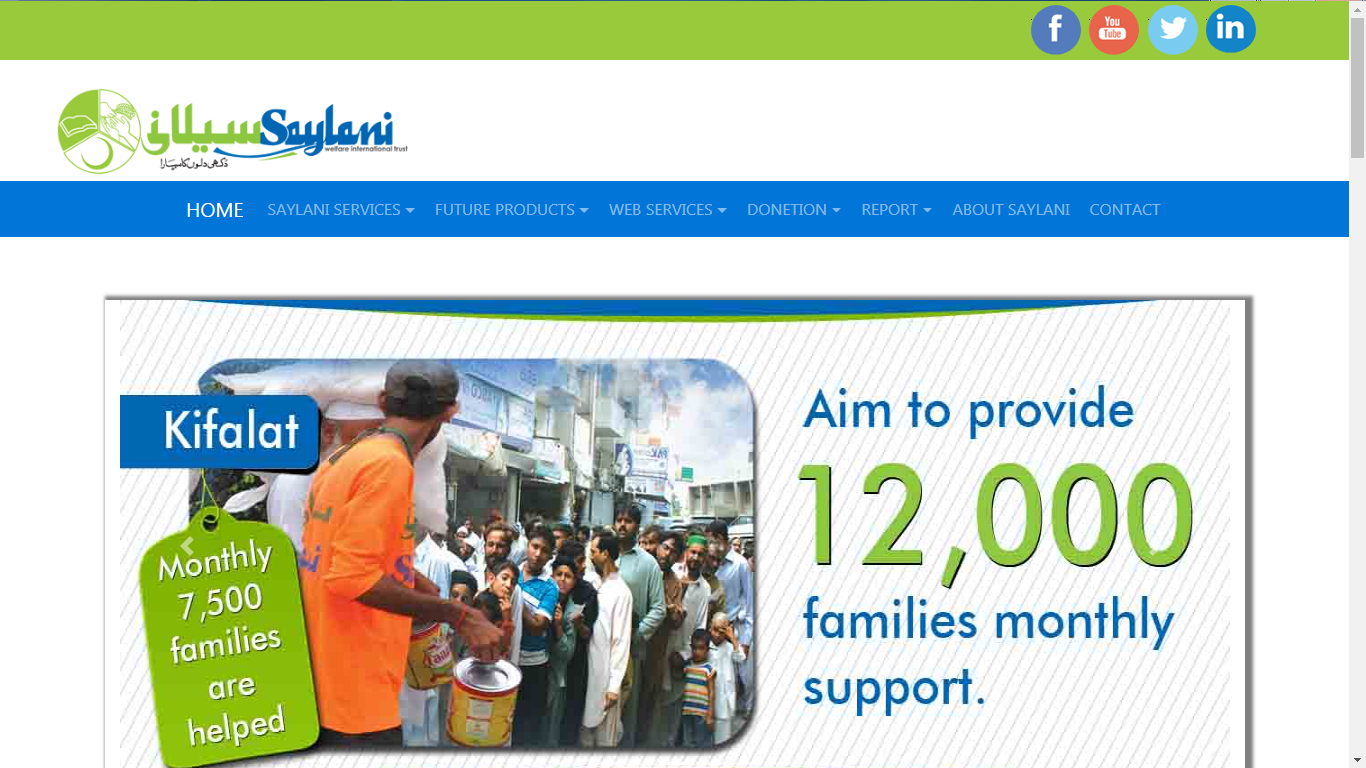 f You Tube in
سیلانی Saylani
welfare international trust
دکھی دلوں کا سہارا
HOME SAYLANI SERVICES FUTURE PRODUCTS WEB SERVICES DONETION REPORT ABOUT SAYLANI CONTACT
Kifalat
Monthly
7,500
families
are
helped
Aim to provide
12,000
families monthly
support.